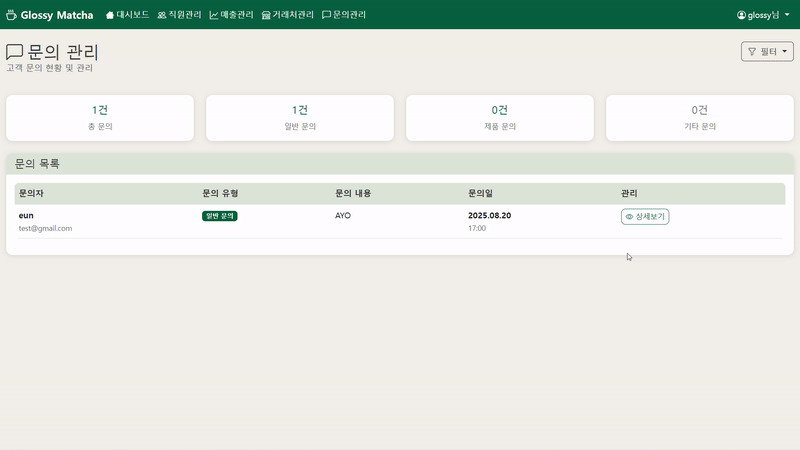 Glossy Matcha 대시보드 직원관리 매출관리 거래처관리 문의관리 glossy님
문의 관리
고객 문의 현황 및 관리
필터
1건 1건 0건 0건
총 문의 일반 문의 제품 문의 기타 문의
문의 목록
문의자 문의 유형 문의 내용 문의일 관리
eun 일반 문의 AYO 2025.08.20 상세보기
test@gmail.com 17:00